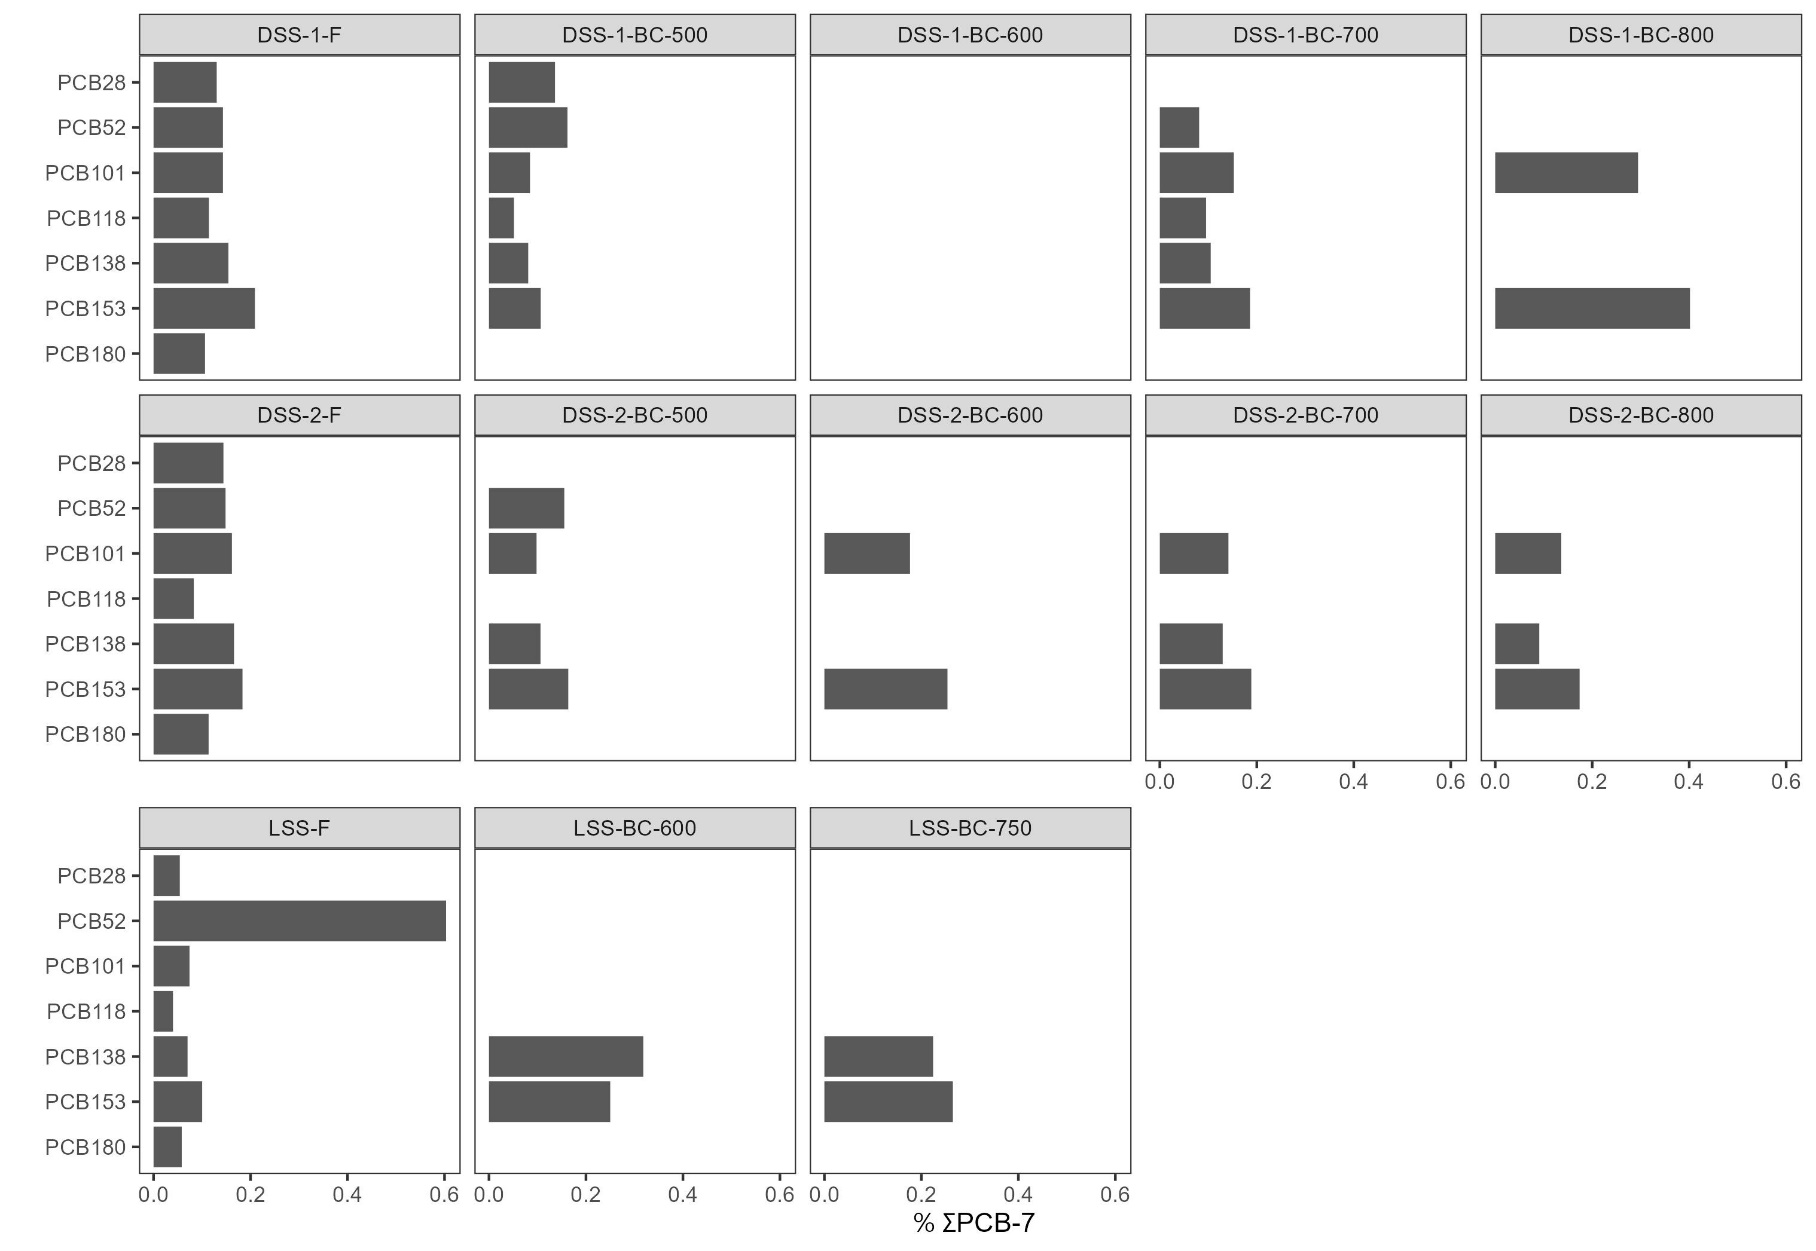 DSS-1-F DSS-1-BC-500 DSS-1-BC-600 DSS-1-BC-700 DSS-1-BC-800
PCB28
PCB52
PCB101
PCB118
PCB138
PCB153
PCB180
DSS-2-F DSS-2-BC-500 DSS-2-BC-600 DSS-2-BC-700 DSS-2-BC-800
PCB28
PCB52
PCB101
PCB118
PCB138
PCB153
PCB180
0.0 0.2 0.4 0.6 0.0 0.2 0.4 0.6
LSS-F LSS-BC-600 LSS-BC-750
PCB28
PCB52
PCB101
PCB118
PCB138
PCB153
PCB180
0.0 0.2 0.4 0.6 0.0 0.2 0.4 0.6 0.0 0.2 0.4 0.6
% ΣPCB-7